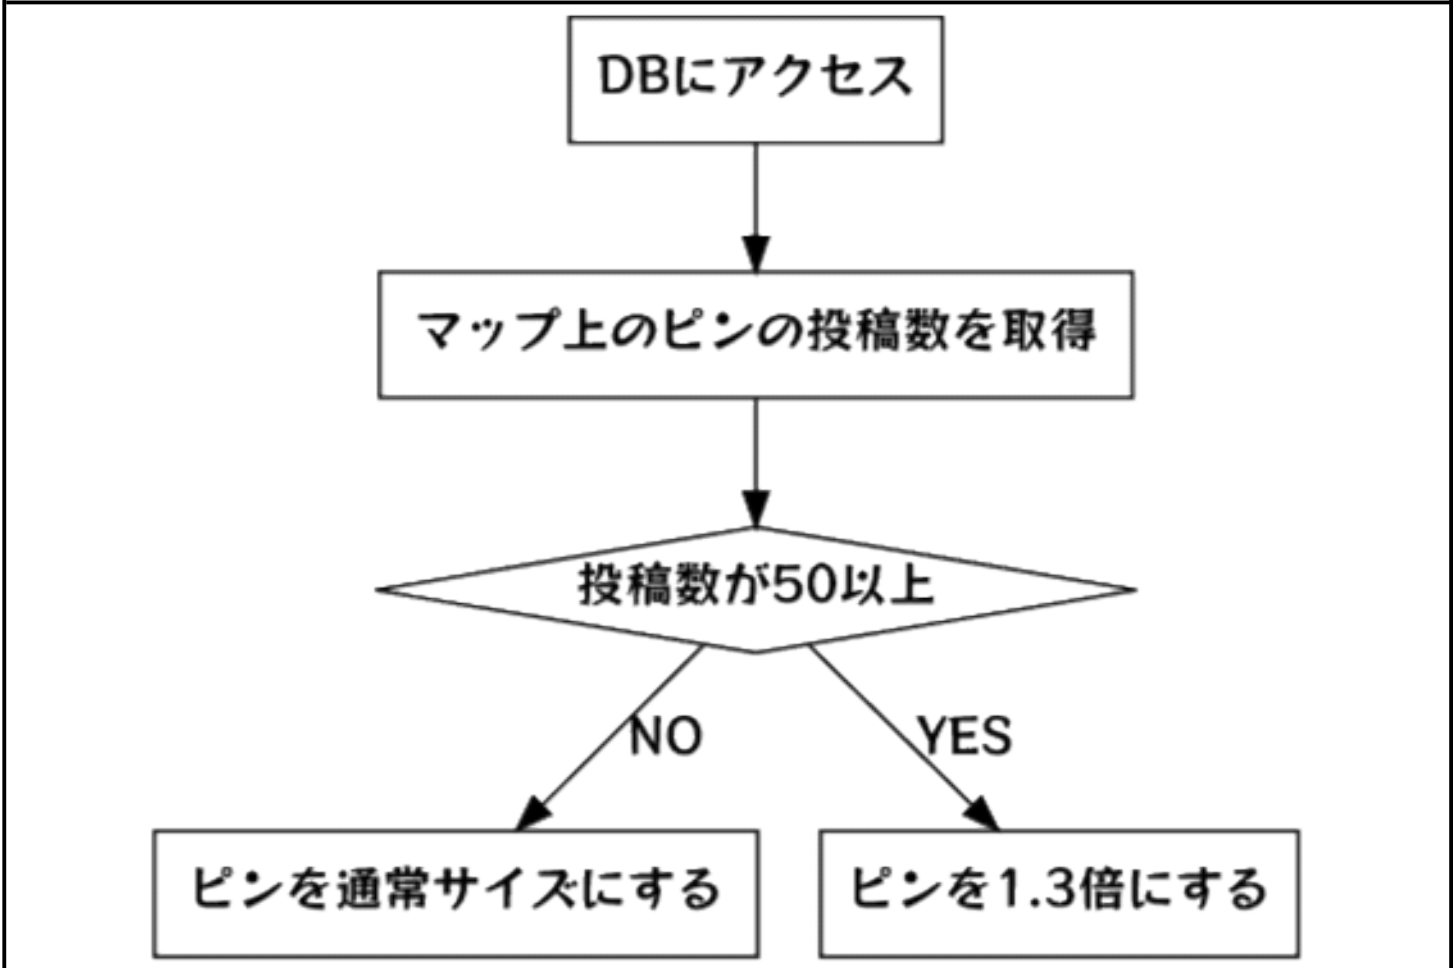 DBにアクセス
マップ上のピンの投稿数を取得
投稿数が50以上
NO
YES
ピンを通常サイズにする
ピンを1.3倍にする